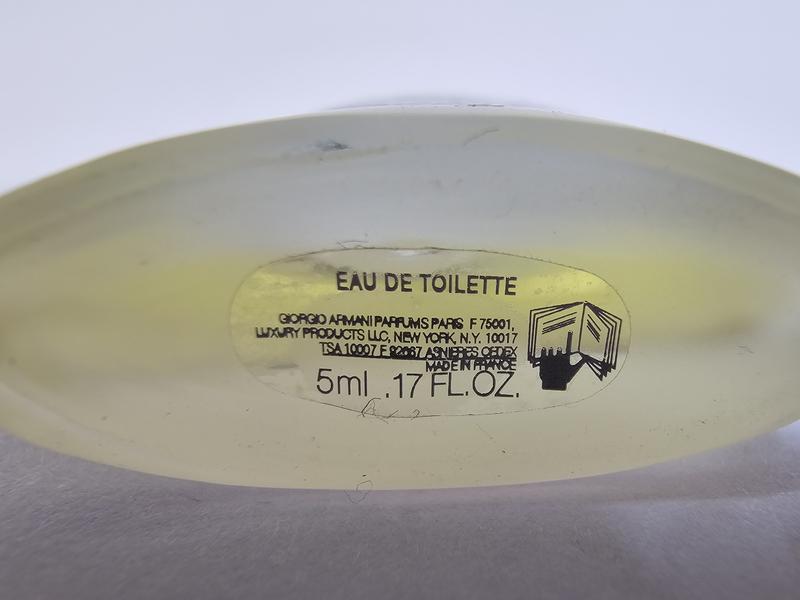 EAU DE TOILETTE
GIORGIO ARMANI PARFUMS PARIS F 75001,
LUXURY PRODUCTS LLC, NEW YORK, N.Y. 10017
TSA 10007 F 92667 ASNIERES CEDEX
MADE IN FRANCE
5ml .17 FL.OZ.